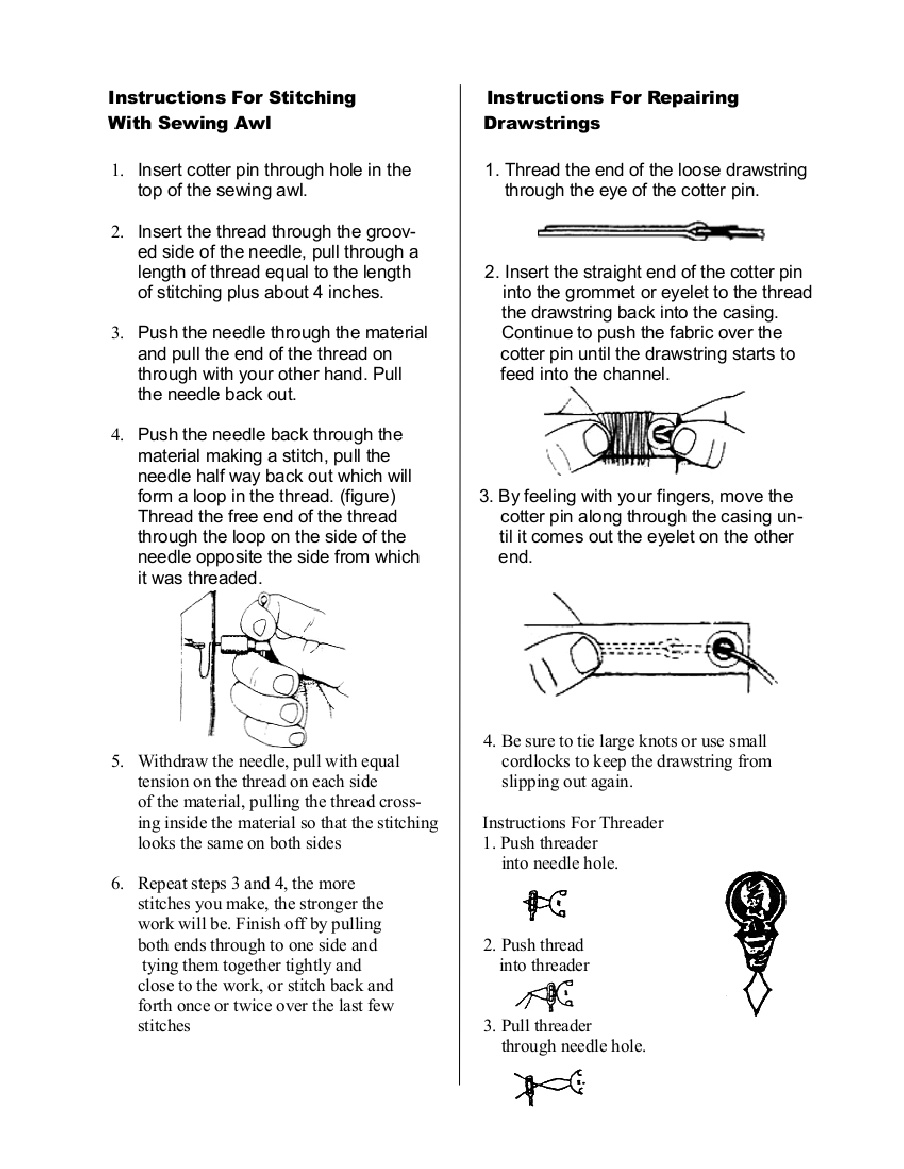 Instructions For Stitching
With Sewing Awl
1. Insert cotter pin through hole in the
top of the sewing awl.
2. Insert the thread through the groov-
ed side of the needle, pull through a
length of thread equal to the length
of stitching plus about 4 inches.
3. Push the needle through the material
and pull the end of the thread on
through with your other hand. Pull
the needle back out.
4. Push the needle back through the
material making a stitch, pull the
needle half way back out which will
form a loop in the thread. (figure)
Thread the free end of the thread
through the loop on the side of the
needle opposite the side from which
it was threaded.
5. Withdraw the needle, pull with equal
tension on the thread on each side
of the material, pulling the thread cross-
ing inside the material so that the stitching
looks the same on both sides
6. Repeat steps 3 and 4, the more
stitches you make, the stronger the
work will be. Finish off by pulling
both ends through to one side and
tying them together tightly and
close to the work, or stitch back and
forth once or twice over the last few
stitches
Instructions For Repairing
Drawstrings
1. Thread the end of the loose drawstring
through the eye of the cotter pin.
2. Insert the straight end of the cotter pin
into the grommet or eyelet to the thread
the drawstring back into the casing.
Continue to push the fabric over the
cotter pin until the drawstring starts to
feed into the channel.
3. By feeling with your fingers, move the
cotter pin along through the casing un-
til it comes out the eyelet on the other
end.
4. Be sure to tie large knots or use small
cordlocks to keep the drawstring from
slipping out again.
Instructions For Threader
1. Push threader
into needle hole.
2. Push thread
into threader
3. Pull threader
through needle hole.